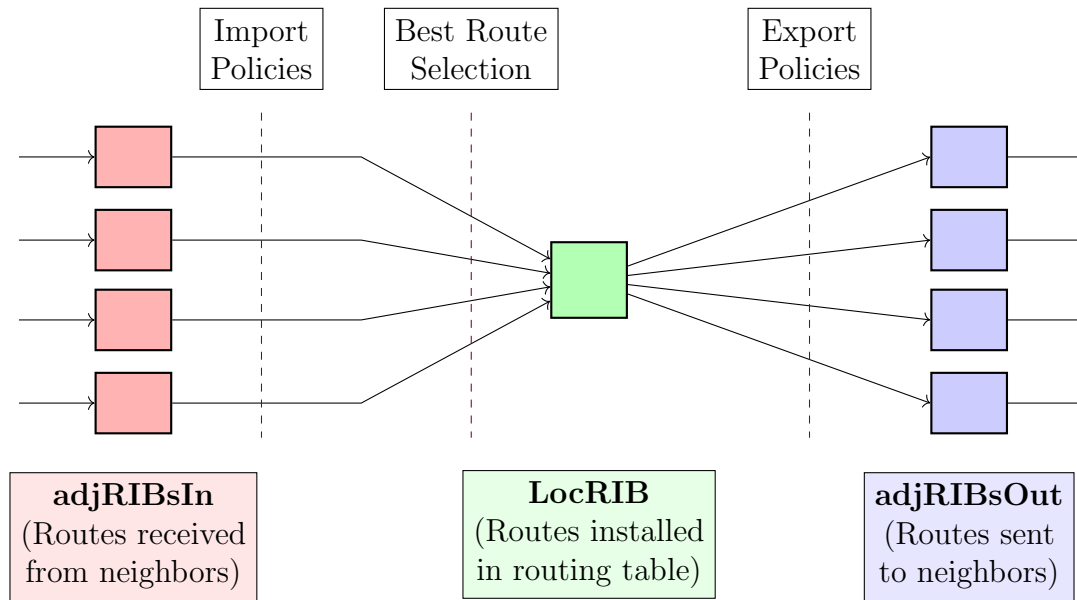 Import
Policies
Best Route
Selection
Export
Policies
adjRIBsIn
(Routes received
from neighbors)
LocRIB
(Routes installed
in routing table)
adjRIBsOut
(Routes sent
to neighbors)